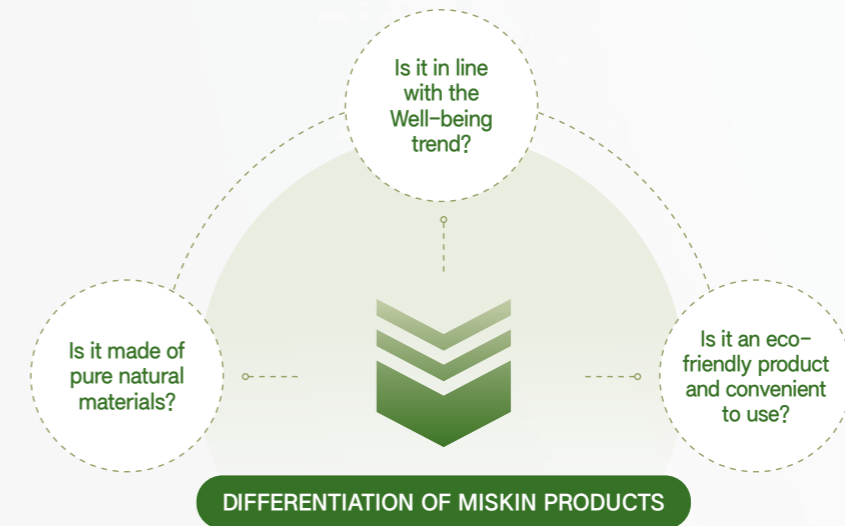 Is it in line
with the
Well-being
trend?
Is it made of
pure natural
materials?
Is it an eco-
friendly product
and convenient
to use?
DIFFERENTIATION OF MISKIN PRODUCTS